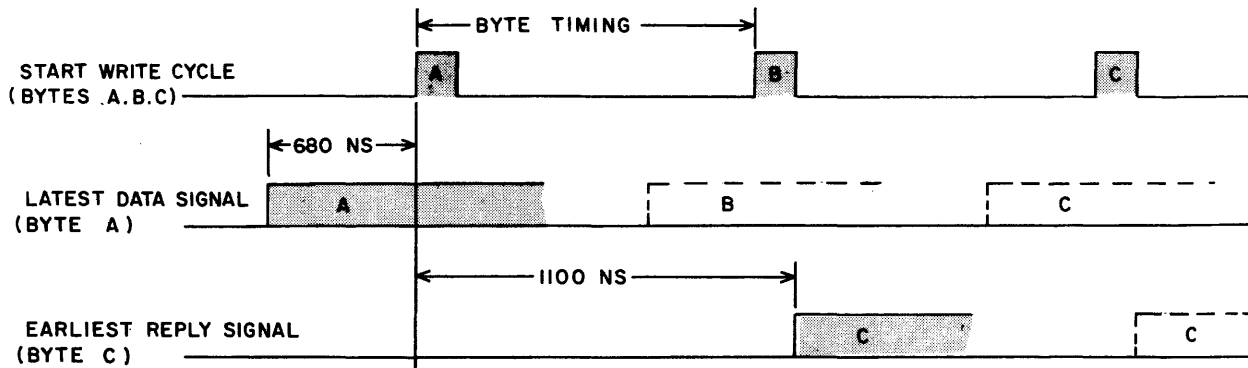 BYTE TIMING
START WRITE CYCLE
(BYTES A.B.C)
A
B
C
680 NS
LATEST DATA SIGNAL
(BYTE A)
A
B
C
1100 NS
EARLIEST REPLY SIGNAL
(BYTE C)
C
C